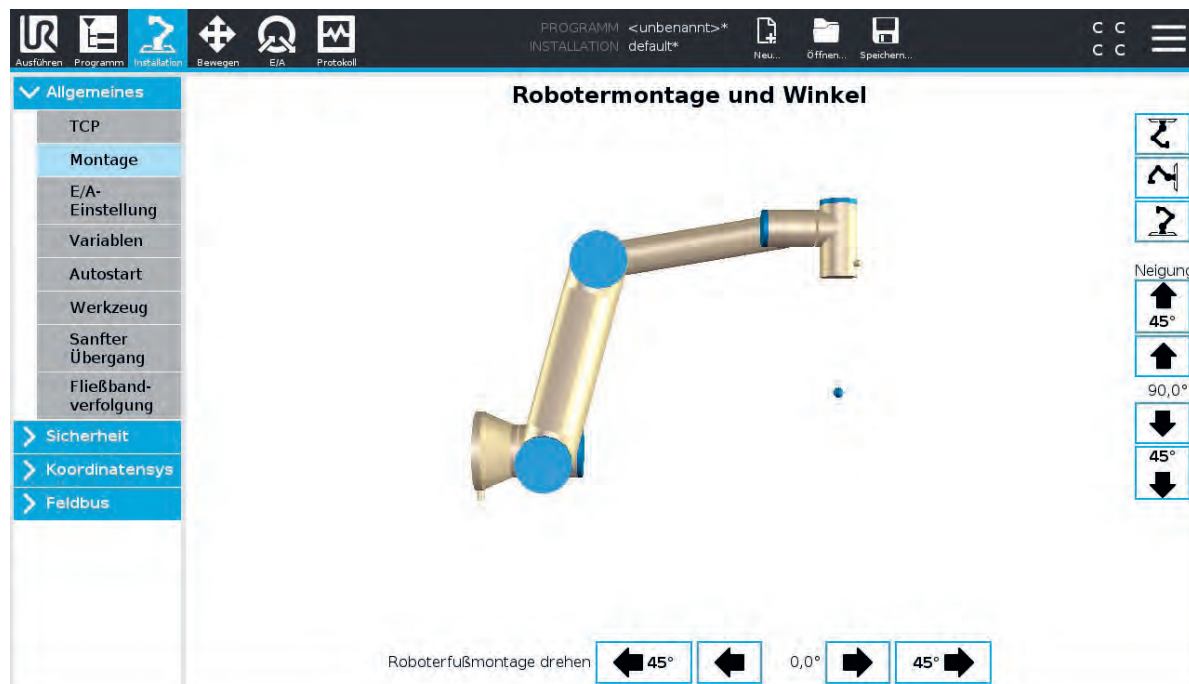 UR
PROGRAMM <unbenannt>*
INSTALLATION default*
C C
C C
Ausführen Programm Installation Bewegen E/A Protokoll Neu... Öffnen... Speichern...
Allgemeines
TCP
Montage
E/A-
Einstellung
Variablen
Autostart
Werkzeug
Sanfter
Übergang
Fließband-
verfolgung
Sicherheit
Koordinatensys
Feldbus
Robotermontage und Winkel
Neigung
45°
90,0°
45°
Roboterfußmontage drehen 45° 0,0° 45°